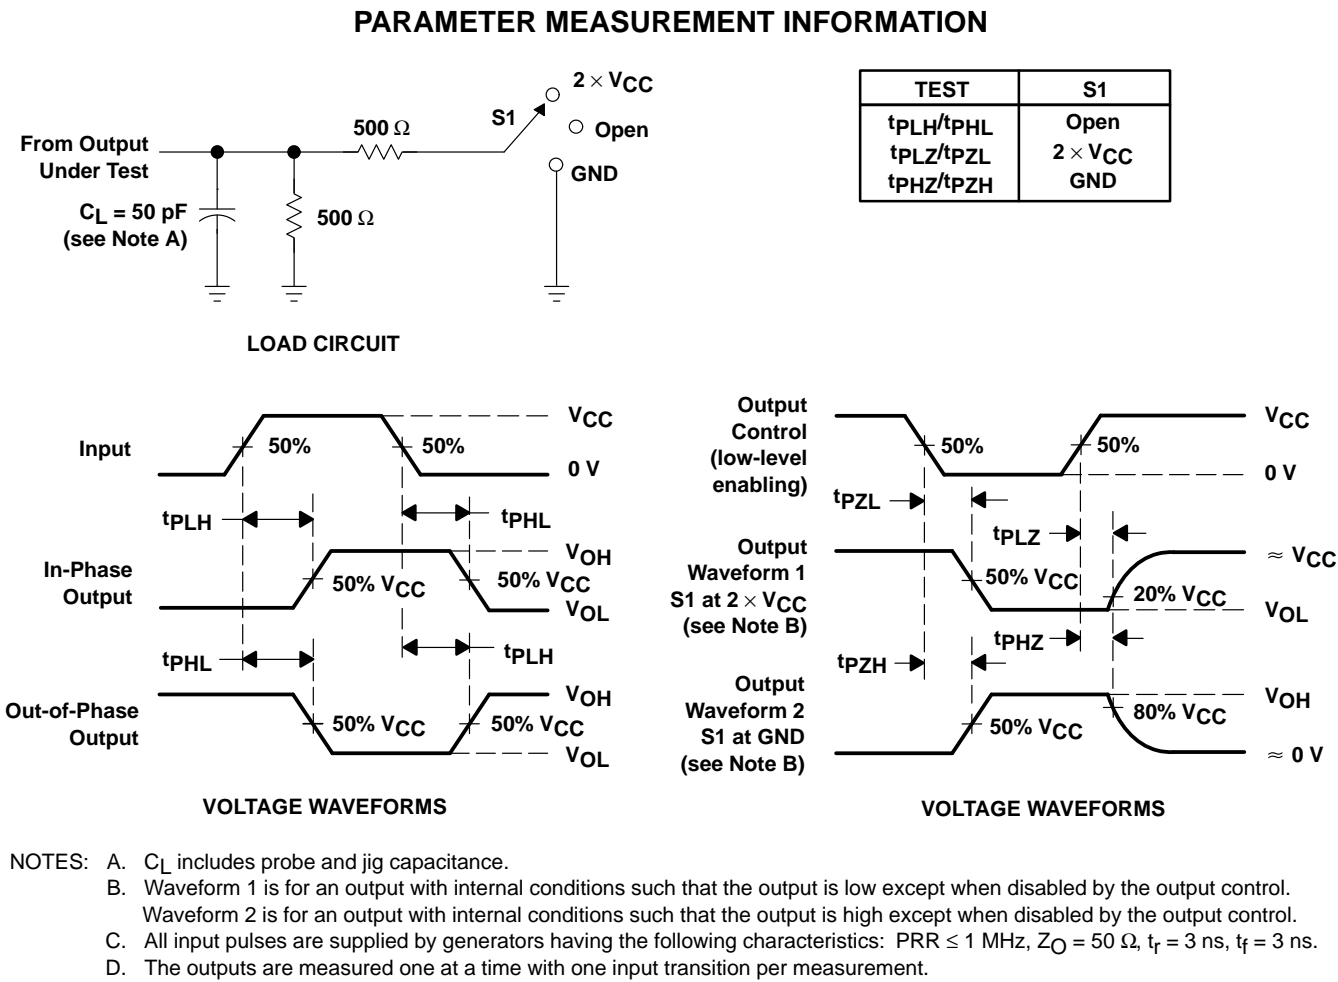 PARAMETER MEASUREMENT INFORMATION
From Output
Under Test
CL = 50 pF
(see Note A)
500 Ω
500 Ω
S1
2 × VCC
Open
GND
LOAD CIRCUIT
TEST S1
tPLH/tPHL Open
tPLZ/tPZL 2 × VCC
tPHZ/tPZH GND
Input
50%
50%
VCC
0 V
tPLH
tPHL
In-Phase
Output
50% VCC
50% VCC
VOH
VOL
tPHL
tPLH
Out-of-Phase
Output
50% VCC
50% VCC
VOH
VOL
VOLTAGE WAVEFORMS
Output
Control
(low-level
enabling)
50%
50%
VCC
0 V
tPZL
tPLZ
Output
Waveform 1
S1 at 2 × VCC
(see Note B)
50% VCC
20% VCC
≈ VCC
VOL
tPZH
tPHZ
Output
Waveform 2
S1 at GND
(see Note B)
50% VCC
80% VCC
VOH
≈ 0 V
VOLTAGE WAVEFORMS
NOTES: A. CL includes probe and jig capacitance.
B. Waveform 1 is for an output with internal conditions such that the output is low except when disabled by the output control.
Waveform 2 is for an output with internal conditions such that the output is high except when disabled by the output control.
C. All input pulses are supplied by generators having the following characteristics: PRR ≤ 1 MHz, ZO = 50 Ω, tr = 3 ns, tf = 3 ns.
D. The outputs are measured one at a time with one input transition per measurement.